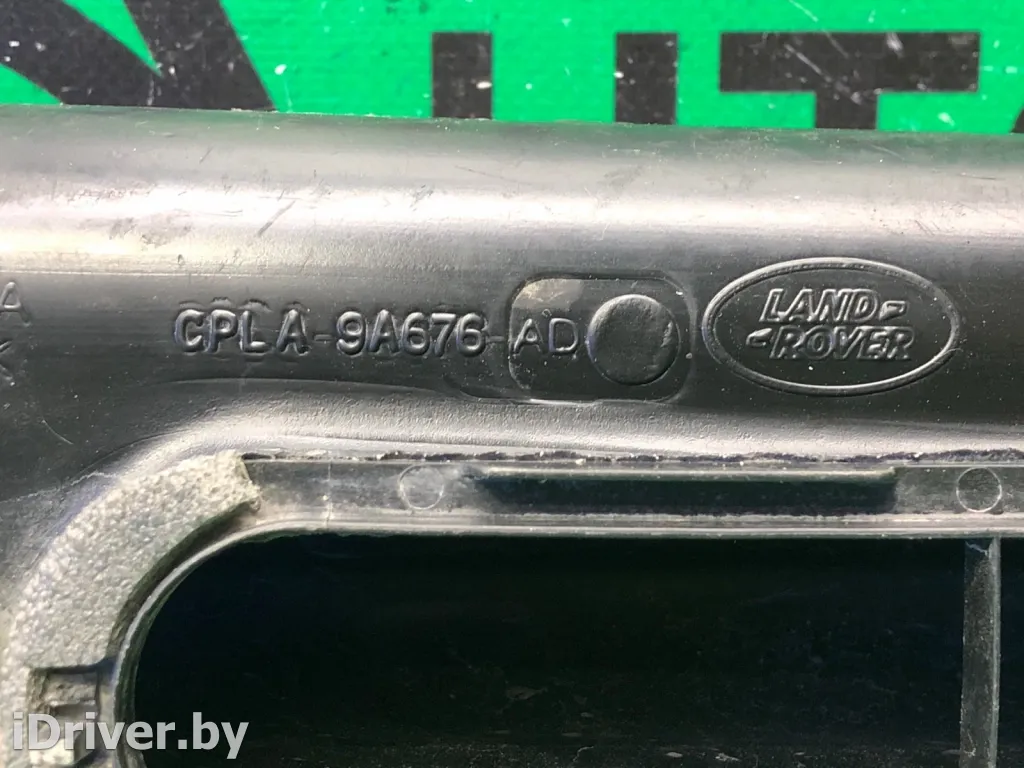 CPLA-9A676-AD
LAND-
-ROVER
iDriver.by